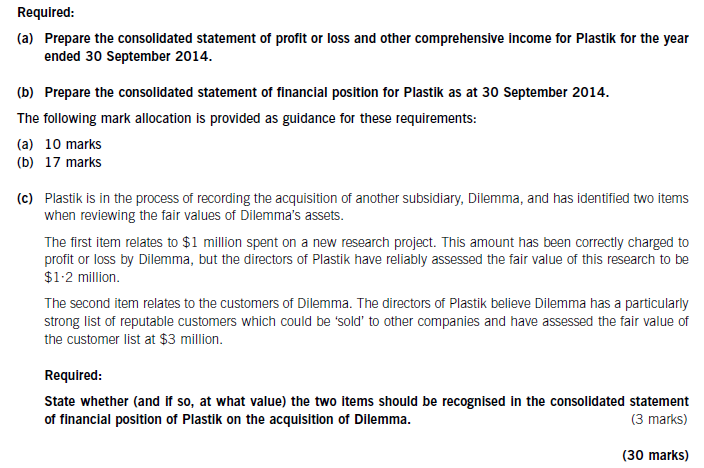 Required:
(a) Prepare the consolidated statement of profit or loss and other comprehensive income for Plastik for the year
ended 30 September 2014.
(b) Prepare the consolidated statement of financial position for Plastik as at 30 September 2014.
The following mark allocation is provided as guidance for these requirements:
(a) 10 marks
(b) 17 marks
(c) Plastik is in the process of recording the acquisition of another subsidiary, Dilemma, and has identified two items
when reviewing the fair values of Dilemma's assets.
The first item relates to $1 million spent on a new research project. This amount has been correctly charged to
profit or loss by Dilemma, but the directors of Plastik have reliably assessed the fair value of this research to be
$1·2 million.
The second item relates to the customers of Dilemma. The directors of Plastik believe Dilemma has a particularly
strong list of reputable customers which could be 'sold' to other companies and have assessed the fair value of
the customer list at $3 million.
Required:
State whether (and if so, at what value) the two items should be recognised in the consolidated statement
of financial position of Plastik on the acquisition of Dilemma. (3 marks)
(30 marks)